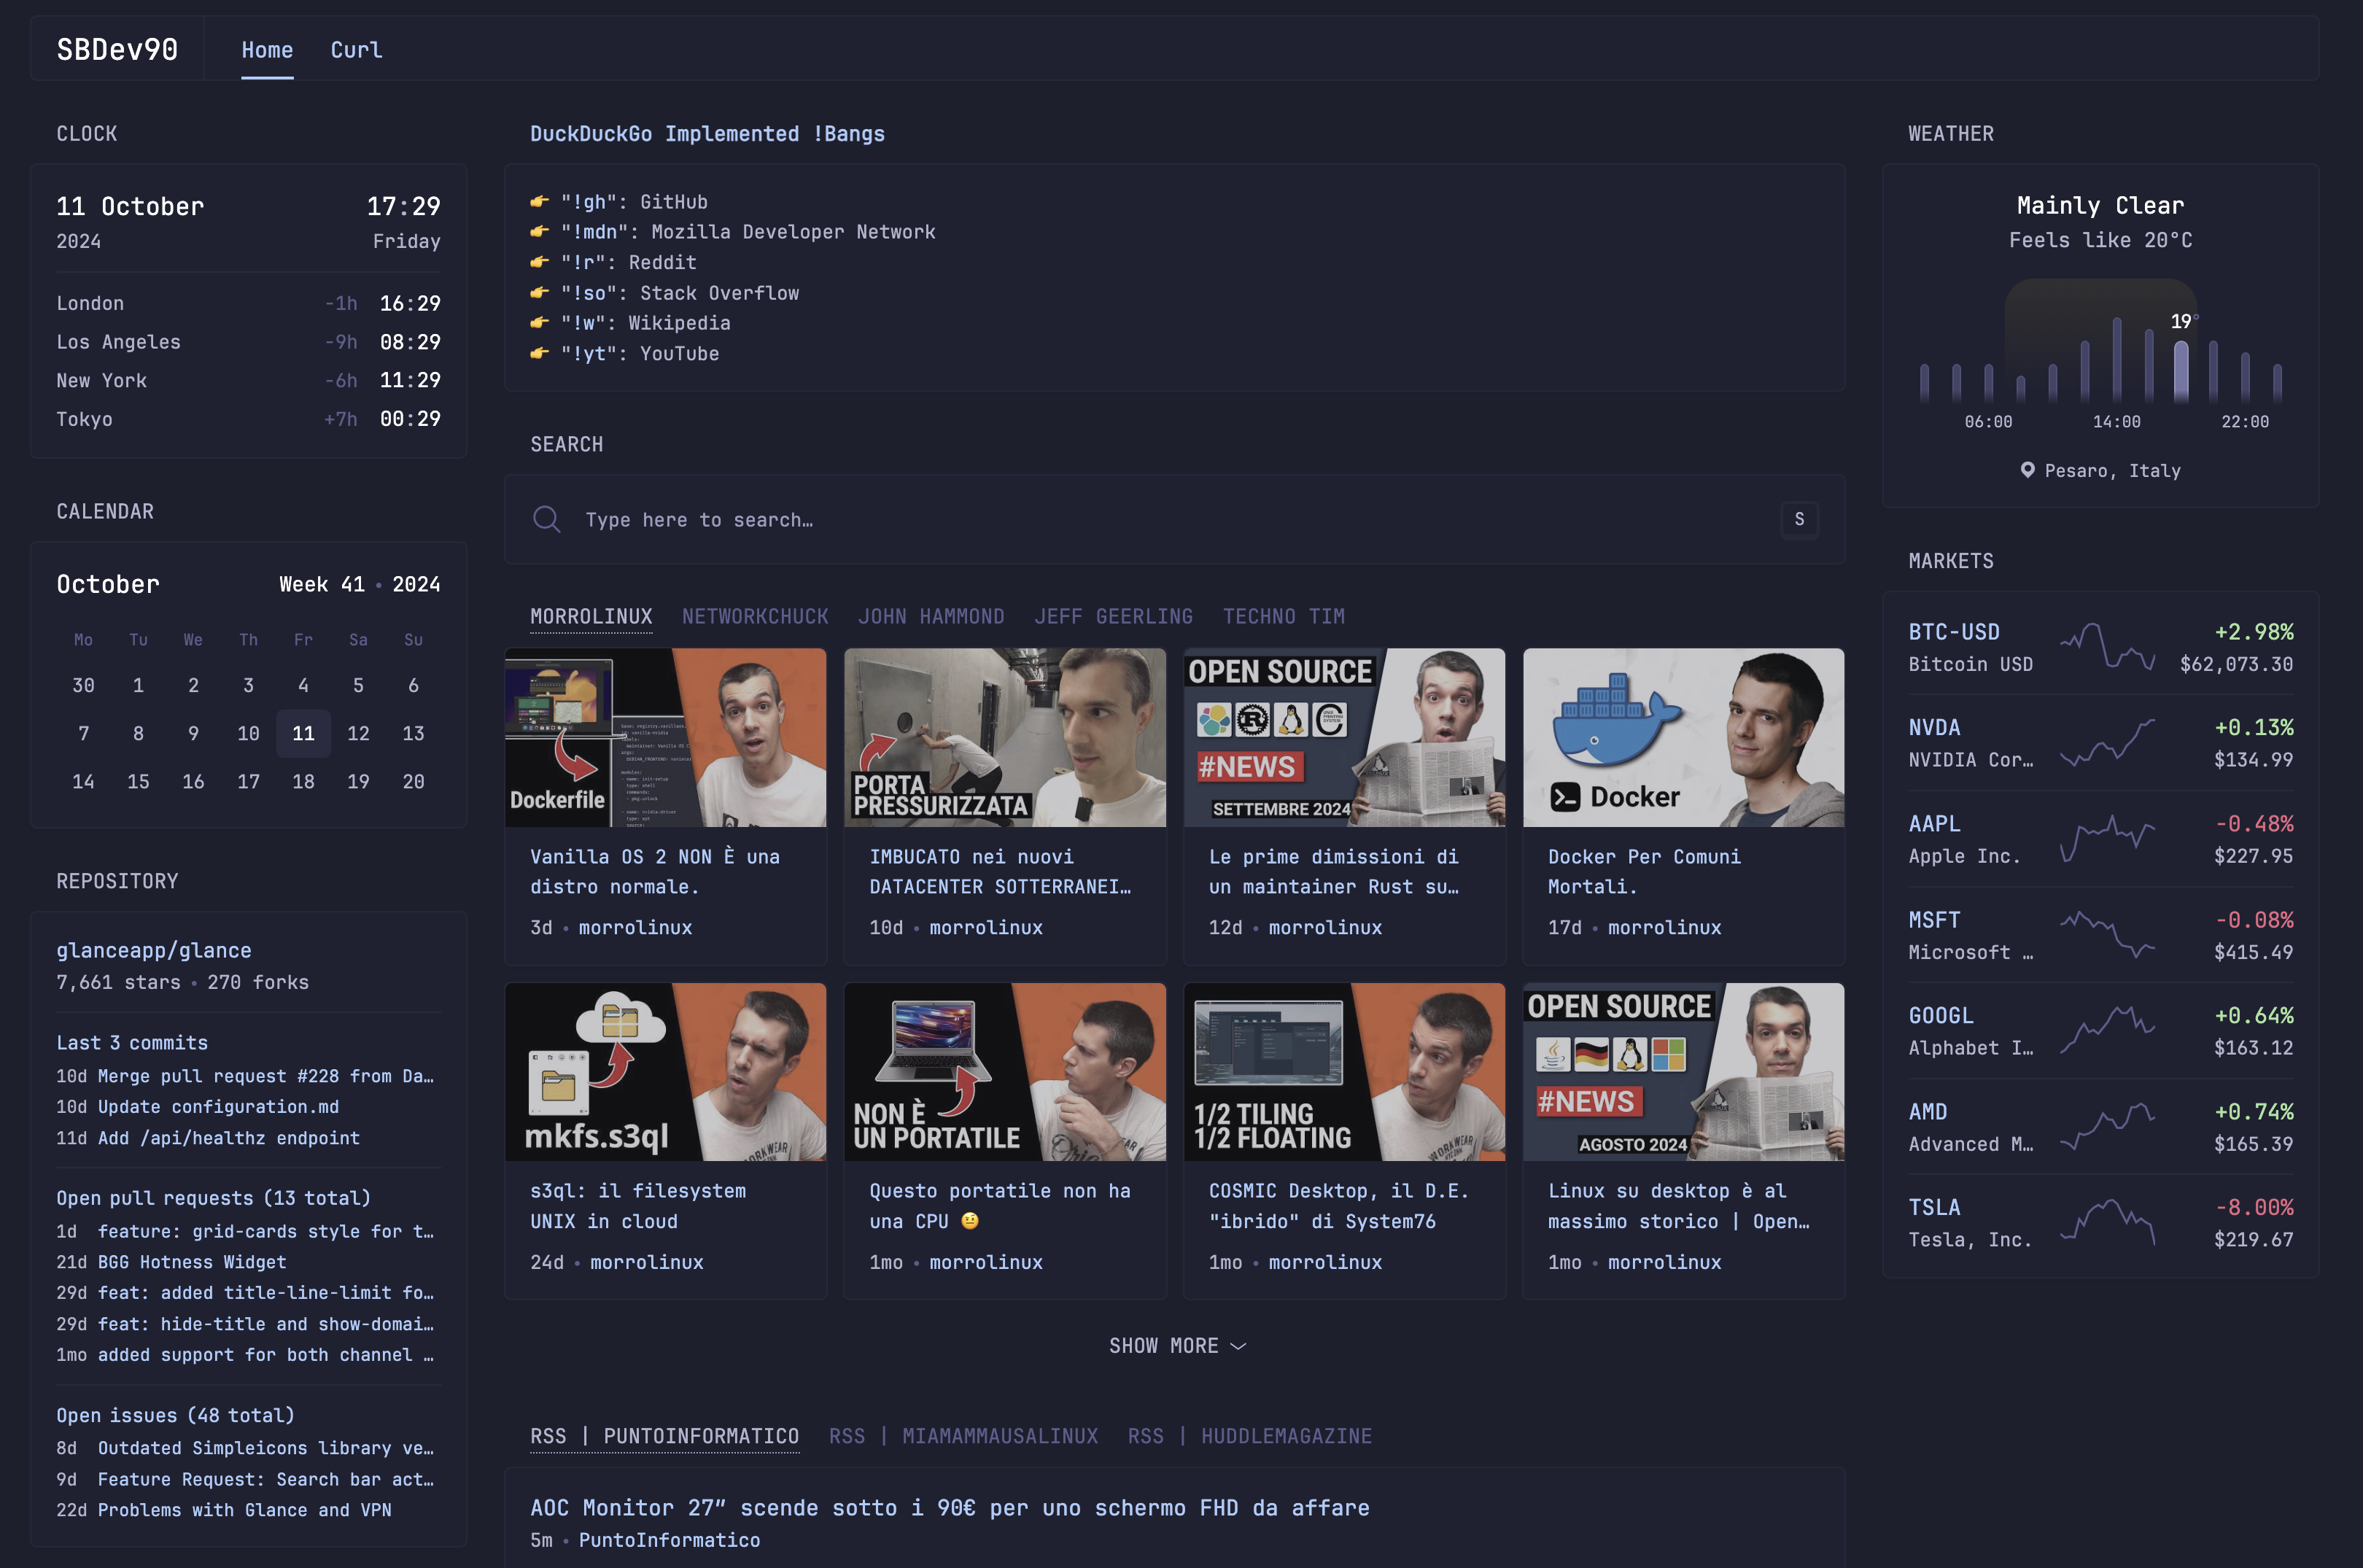 SBDev90
Home
Curl
CLOCK
11 October
17:29
2024
Friday
London -1h 16:29
Los Angeles -9h 08:29
New York -6h 11:29
Tokyo +7h 00:29
CALENDAR
October
Week 41 • 2024
Mo Tu We Th Fr Sa Su
30 1 2 3 4 5 6
7 8 9 10 11 12 13
14 15 16 17 18 19 20
REPOSITORY
glanceapp/glance
7,661 stars • 270 forks
Last 3 commits
10d Merge pull request #228 from Da…
10d Update configuration.md
11d Add /api/healthz endpoint
Open pull requests (13 total)
1d feature: grid-cards style for t…
21d BGG Hotness Widget
29d feat: added title-line-limit fo…
29d feat: hide-title and show-domai…
1mo added support for both channel …
Open issues (48 total)
8d Outdated Simpleicons library ve…
9d Feature Request: Search bar act…
22d Problems with Glance and VPN
DuckDuckGo Implemented !Bangs
👉 "!gh": GitHub
👉 "!mdn": Mozilla Developer Network
👉 "!r": Reddit
👉 "!so": Stack Overflow
👉 "!w": Wikipedia
👉 "!yt": YouTube
SEARCH
Type here to search…
S
MORROLINUX NETWORKCHUCK JOHN HAMMOND JEFF GEERLING TECHNO TIM
Dockerfile
Vanilla OS 2 NON È una
distro normale.
3d • morrolinux
PORTA
PRESSURIZZATA
IMBUCATO nei nuovi
DATACENTER SOTTERRANEI…
10d • morrolinux
OPEN SOURCE
#NEWS
SETTEMBRE 2024
Le prime dimissioni di
un maintainer Rust su…
12d • morrolinux
Docker
Docker Per Comuni
Mortali.
17d • morrolinux
mkfs.s3ql
s3ql: il filesystem
UNIX in cloud
24d • morrolinux
NON È
UN PORTATILE
Questo portatile non ha
una CPU 🤨
1mo • morrolinux
1/2 TILING
1/2 FLOATING
COSMIC Desktop, il D.E.
"ibrido" di System76
1mo • morrolinux
OPEN SOURCE
#NEWS
AGOSTO 2024
Linux su desktop è al
massimo storico | Open…
1mo • morrolinux
SHOW MORE
RSS | PUNTOINFORMATICO RSS | MIAMAMMAUSALINUX RSS | HUDDLEMAGAZINE
AOC Monitor 27″ scende sotto i 90€ per uno schermo FHD da affare
5m • PuntoInformatico
WEATHER
Mainly Clear
Feels like 20°C
19°
06:00 14:00 22:00
Pesaro, Italy
MARKETS
BTC-USD +2.98%
Bitcoin USD $62,073.30
NVDA +0.13%
NVIDIA Cor… $134.99
AAPL -0.48%
Apple Inc. $227.95
MSFT -0.08%
Microsoft … $415.49
GOOGL +0.64%
Alphabet I… $163.12
AMD +0.74%
Advanced M… $165.39
TSLA -8.00%
Tesla, Inc. $219.67